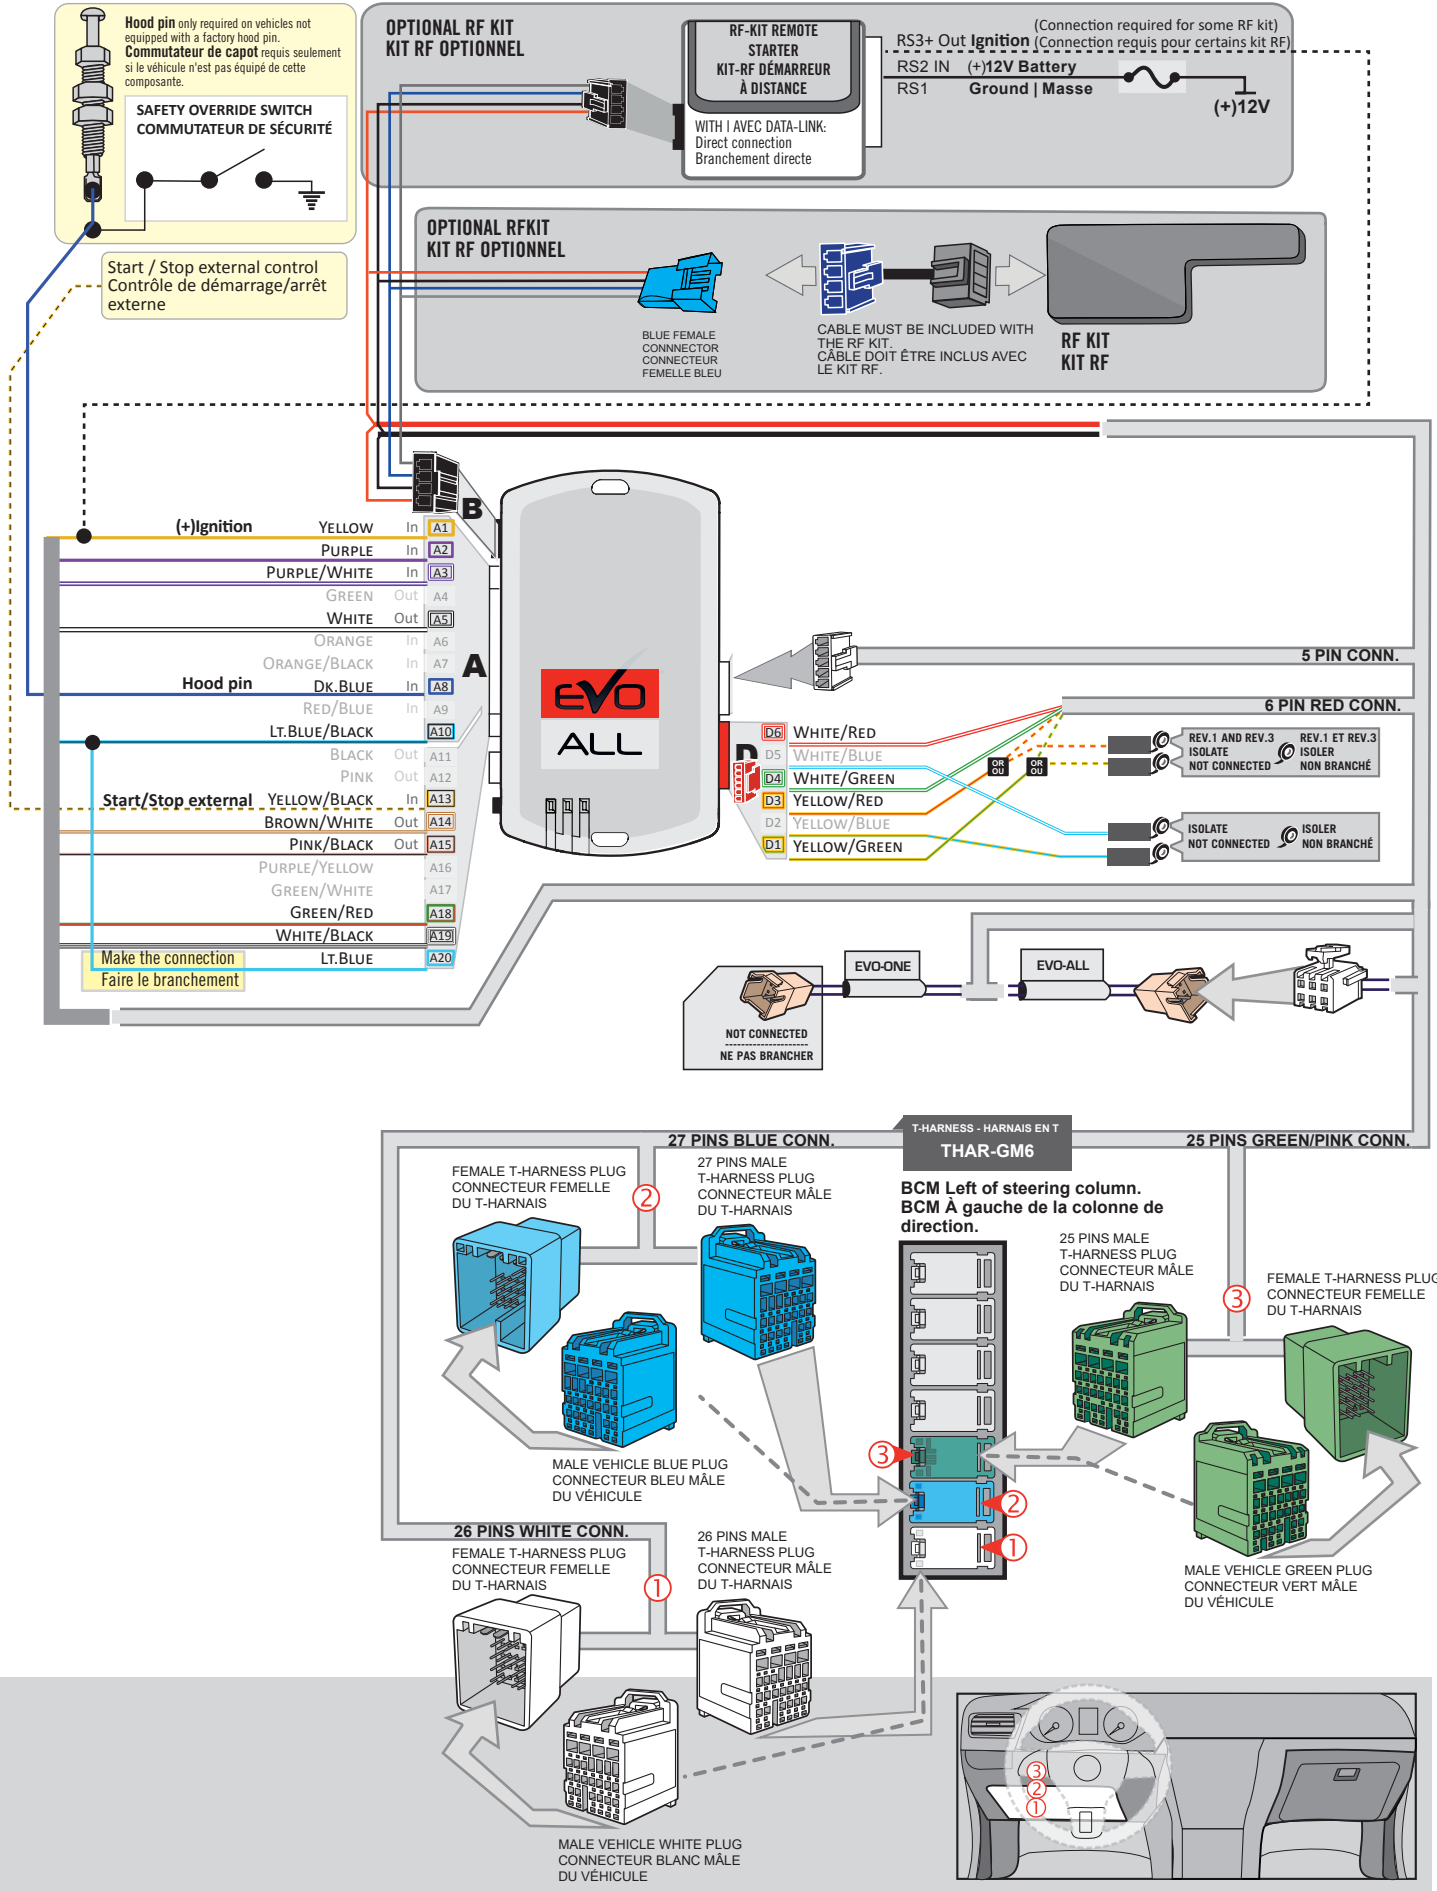 Hood pin only required on vehicles not
equipped with a factory hood pin.
Commutateur de capot requis seulement
si le véhicule n'est pas équipé de cette
composante.
SAFETY OVERRIDE SWITCH
COMMUTATEUR DE SÉCURITÉ
Start / Stop external control
Contrôle de démarrage/arrêt
externe
OPTIONAL RF KIT
KIT RF OPTIONNEL
RF-KIT REMOTE
STARTER
KIT-RF DÉMARREUR
À DISTANCE
WITH | AVEC DATA-LINK:
Direct connection
Branchement directe
(Connection required for some RF kit)
RS3+ Out Ignition (Connection requis pour certains kit RF)
RS2 IN (+)12V Battery
RS1 Ground | Masse
(+)12V
OPTIONAL RFKIT
KIT RF OPTIONNEL
BLUE FEMALE
CONNNECTOR
CONNECTEUR
FEMELLE BLEU
CABLE MUST BE INCLUDED WITH
THE RF KIT.
CÂBLE DOIT ÊTRE INCLUS AVEC
LE KIT RF.
RF KIT
KIT RF
B
A
D
(+)Ignition YELLOW In A1
PURPLE In A2
PURPLE/WHITE In A3
GREEN Out A4
WHITE Out A5
ORANGE In A6
ORANGE/BLACK In A7
Hood pin DK.BLUE In A8
RED/BLUE In A9
LT.BLUE/BLACK A10
BLACK Out A11
PINK Out A12
Start/Stop external YELLOW/BLACK In A13
BROWN/WHITE Out A14
PINK/BLACK Out A15
PURPLE/YELLOW A16
GREEN/WHITE A17
GREEN/RED A18
WHITE/BLACK A19
LT.BLUE A20
Make the connection
Faire le branchement
EVO
ALL
D6 WHITE/RED
D5 WHITE/BLUE
D4 WHITE/GREEN
D3 YELLOW/RED
D2 YELLOW/BLUE
D1 YELLOW/GREEN
OR
OU
OR
OU
5 PIN CONN.
6 PIN RED CONN.
REV.1 AND REV.3
ISOLATE
NOT CONNECTED
REV.1 ET REV.3
ISOLER
NON BRANCHÉ
ISOLATE
NOT CONNECTED
ISOLER
NON BRANCHÉ
EVO-ONE
EVO-ALL
NOT CONNECTED
NE PAS BRANCHER
T-HARNESS - HARNAIS EN T
THAR-GM6
27 PINS BLUE CONN.
25 PINS GREEN/PINK CONN.
BCM Left of steering column.
BCM À gauche de la colonne de
direction.
FEMALE T-HARNESS PLUG
CONNECTEUR FEMELLE
DU T-HARNAIS
2
27 PINS MALE
T-HARNESS PLUG
CONNECTEUR MÂLE
DU T-HARNAIS
MALE VEHICLE BLUE PLUG
CONNECTEUR BLEU MÂLE
DU VÉHICULE
25 PINS MALE
T-HARNESS PLUG
CONNECTEUR MÂLE
DU T-HARNAIS
3
FEMALE T-HARNESS PLUG
CONNECTEUR FEMELLE
DU T-HARNAIS
MALE VEHICLE GREEN PLUG
CONNECTEUR VERT MÂLE
DU VÉHICULE
3
2
1
26 PINS WHITE CONN.
FEMALE T-HARNESS PLUG
CONNECTEUR FEMELLE
DU T-HARNAIS
1
26 PINS MALE
T-HARNESS PLUG
CONNECTEUR MÂLE
DU T-HARNAIS
MALE VEHICLE WHITE PLUG
CONNECTEUR BLANC MÂLE
DU VÉHICULE
3
2
1